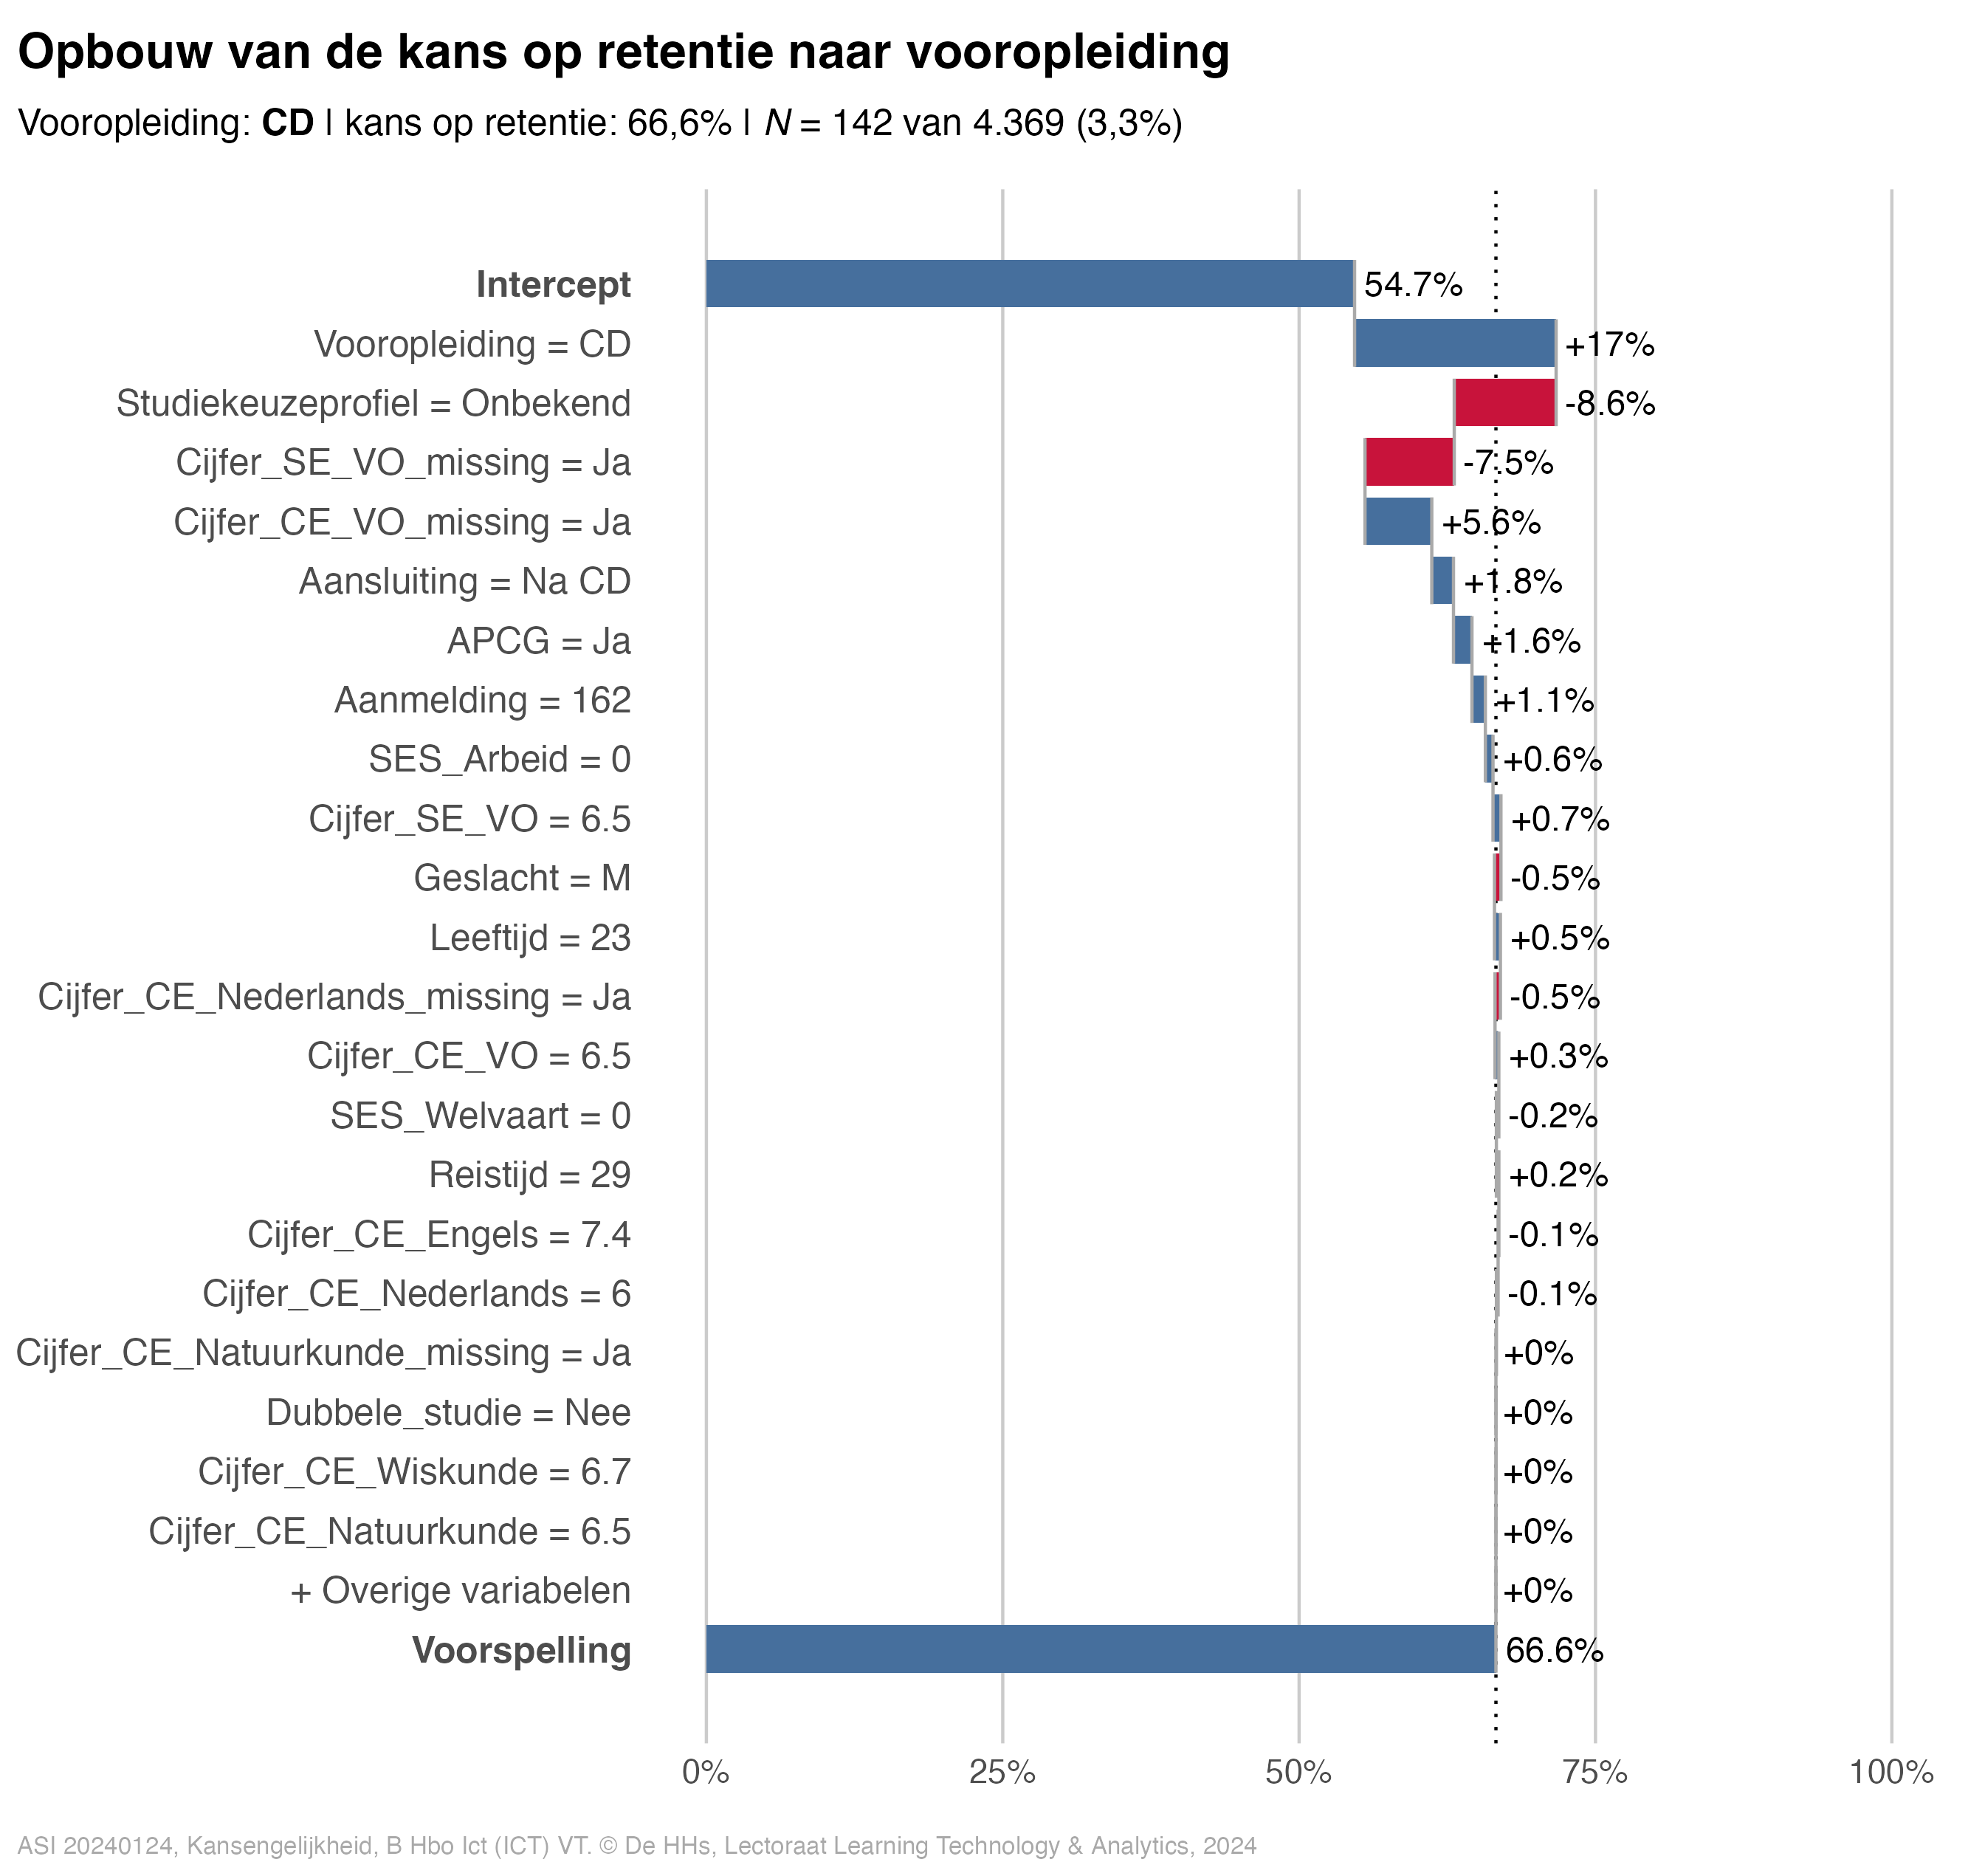 Opbouw van de kans op retentie naar vooropleiding
Vooropleiding: CD | kans op retentie: 66,6% | N = 142 van 4.369 (3,3%)
Intercept 54.7%
Vooropleiding = CD +17%
Studiekeuzeprofiel = Onbekend -8.6%
Cijfer_SE_VO_missing = Ja -7.5%
Cijfer_CE_VO_missing = Ja +5.6%
Aansluiting = Na CD +1.8%
APCG = Ja +1.6%
Aanmelding = 162 +1.1%
SES_Arbeid = 0 +0.6%
Cijfer_SE_VO = 6.5 +0.7%
Geslacht = M -0.5%
Leeftijd = 23 +0.5%
Cijfer_CE_Nederlands_missing = Ja -0.5%
Cijfer_CE_VO = 6.5 +0.3%
SES_Welvaart = 0 -0.2%
Reistijd = 29 +0.2%
Cijfer_CE_Engels = 7.4 -0.1%
Cijfer_CE_Nederlands = 6 -0.1%
Cijfer_CE_Natuurkunde_missing = Ja +0%
Dubbele_studie = Nee +0%
Cijfer_CE_Wiskunde = 6.7 +0%
Cijfer_CE_Natuurkunde = 6.5 +0%
+ Overige variabelen +0%
Voorspelling 66.6%
0% 25% 50% 75% 100%
ASI 20240124, Kansengelijkheid, B Hbo Ict (ICT) VT. © De HHs, Lectoraat Learning Technology & Analytics, 2024